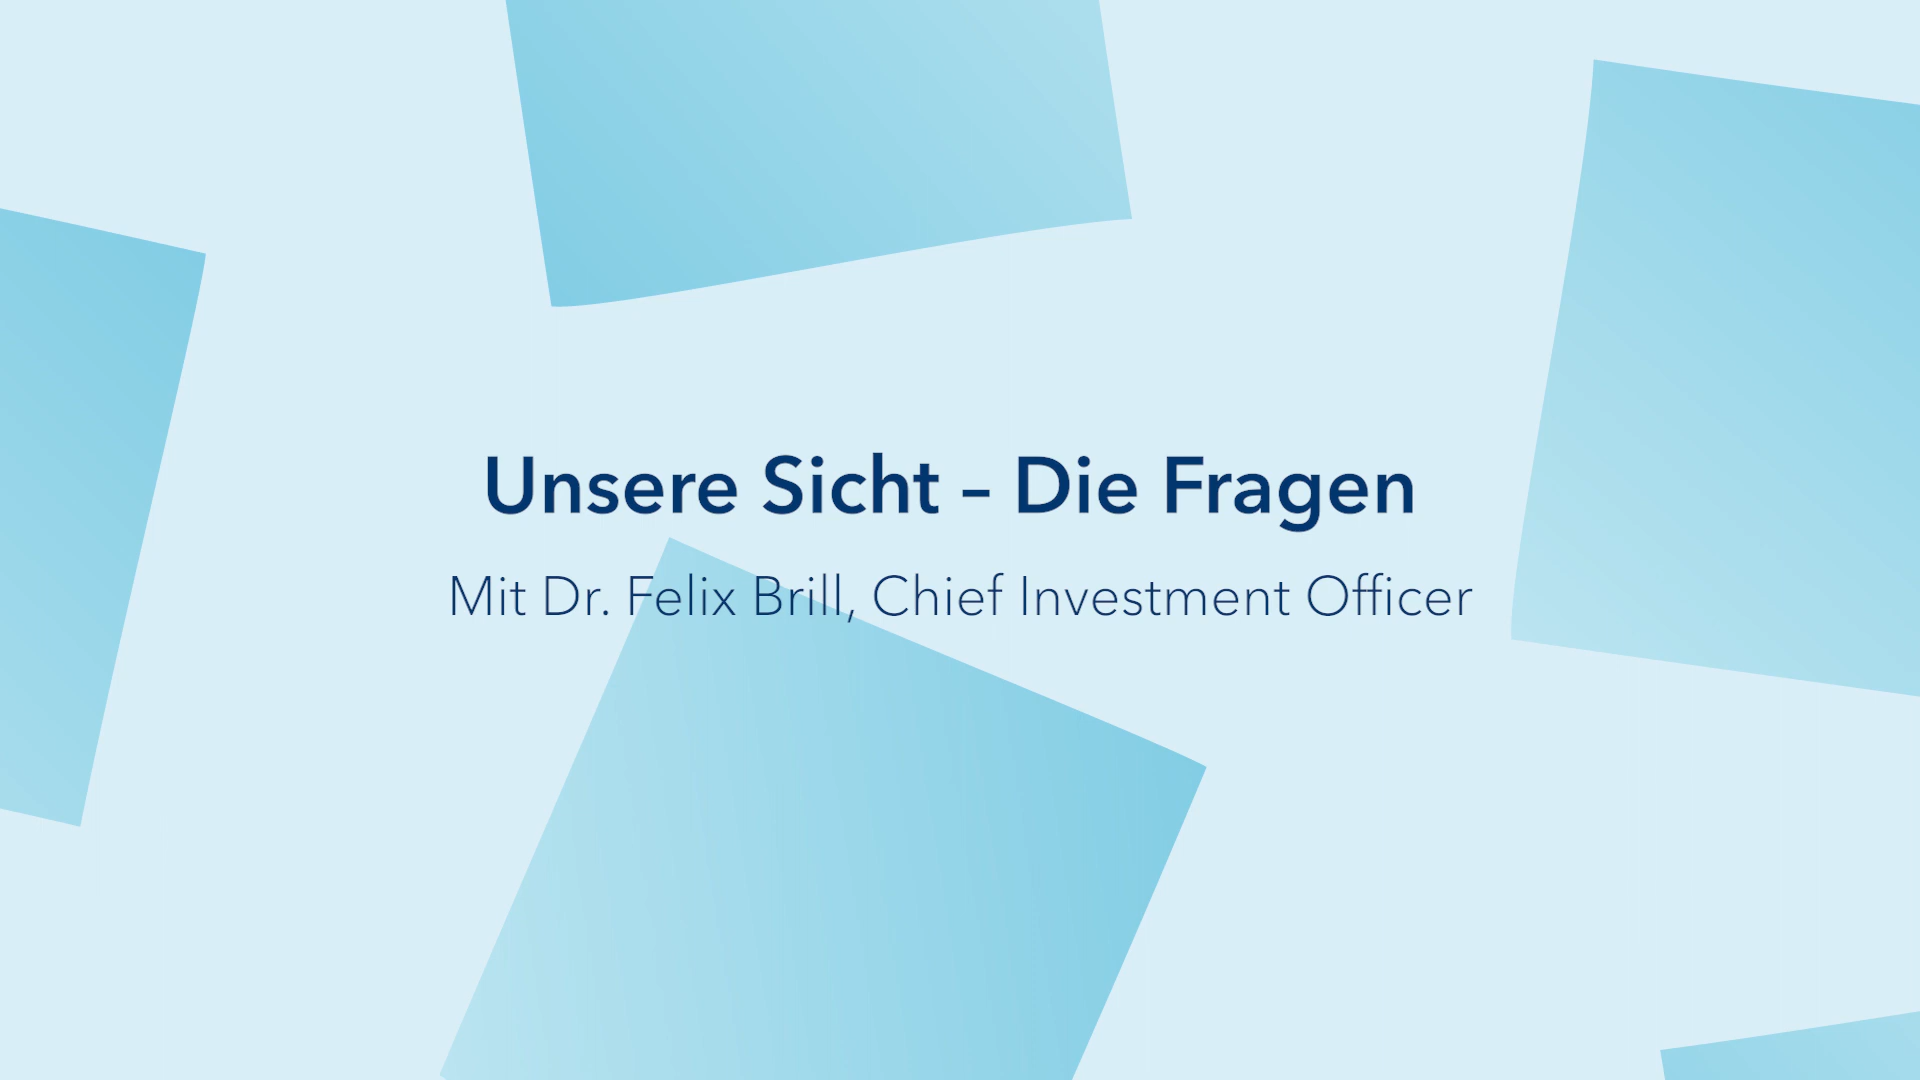 Unsere Sicht – Die Fragen
Mit Dr. Felix Brill, Chief Investment Officer